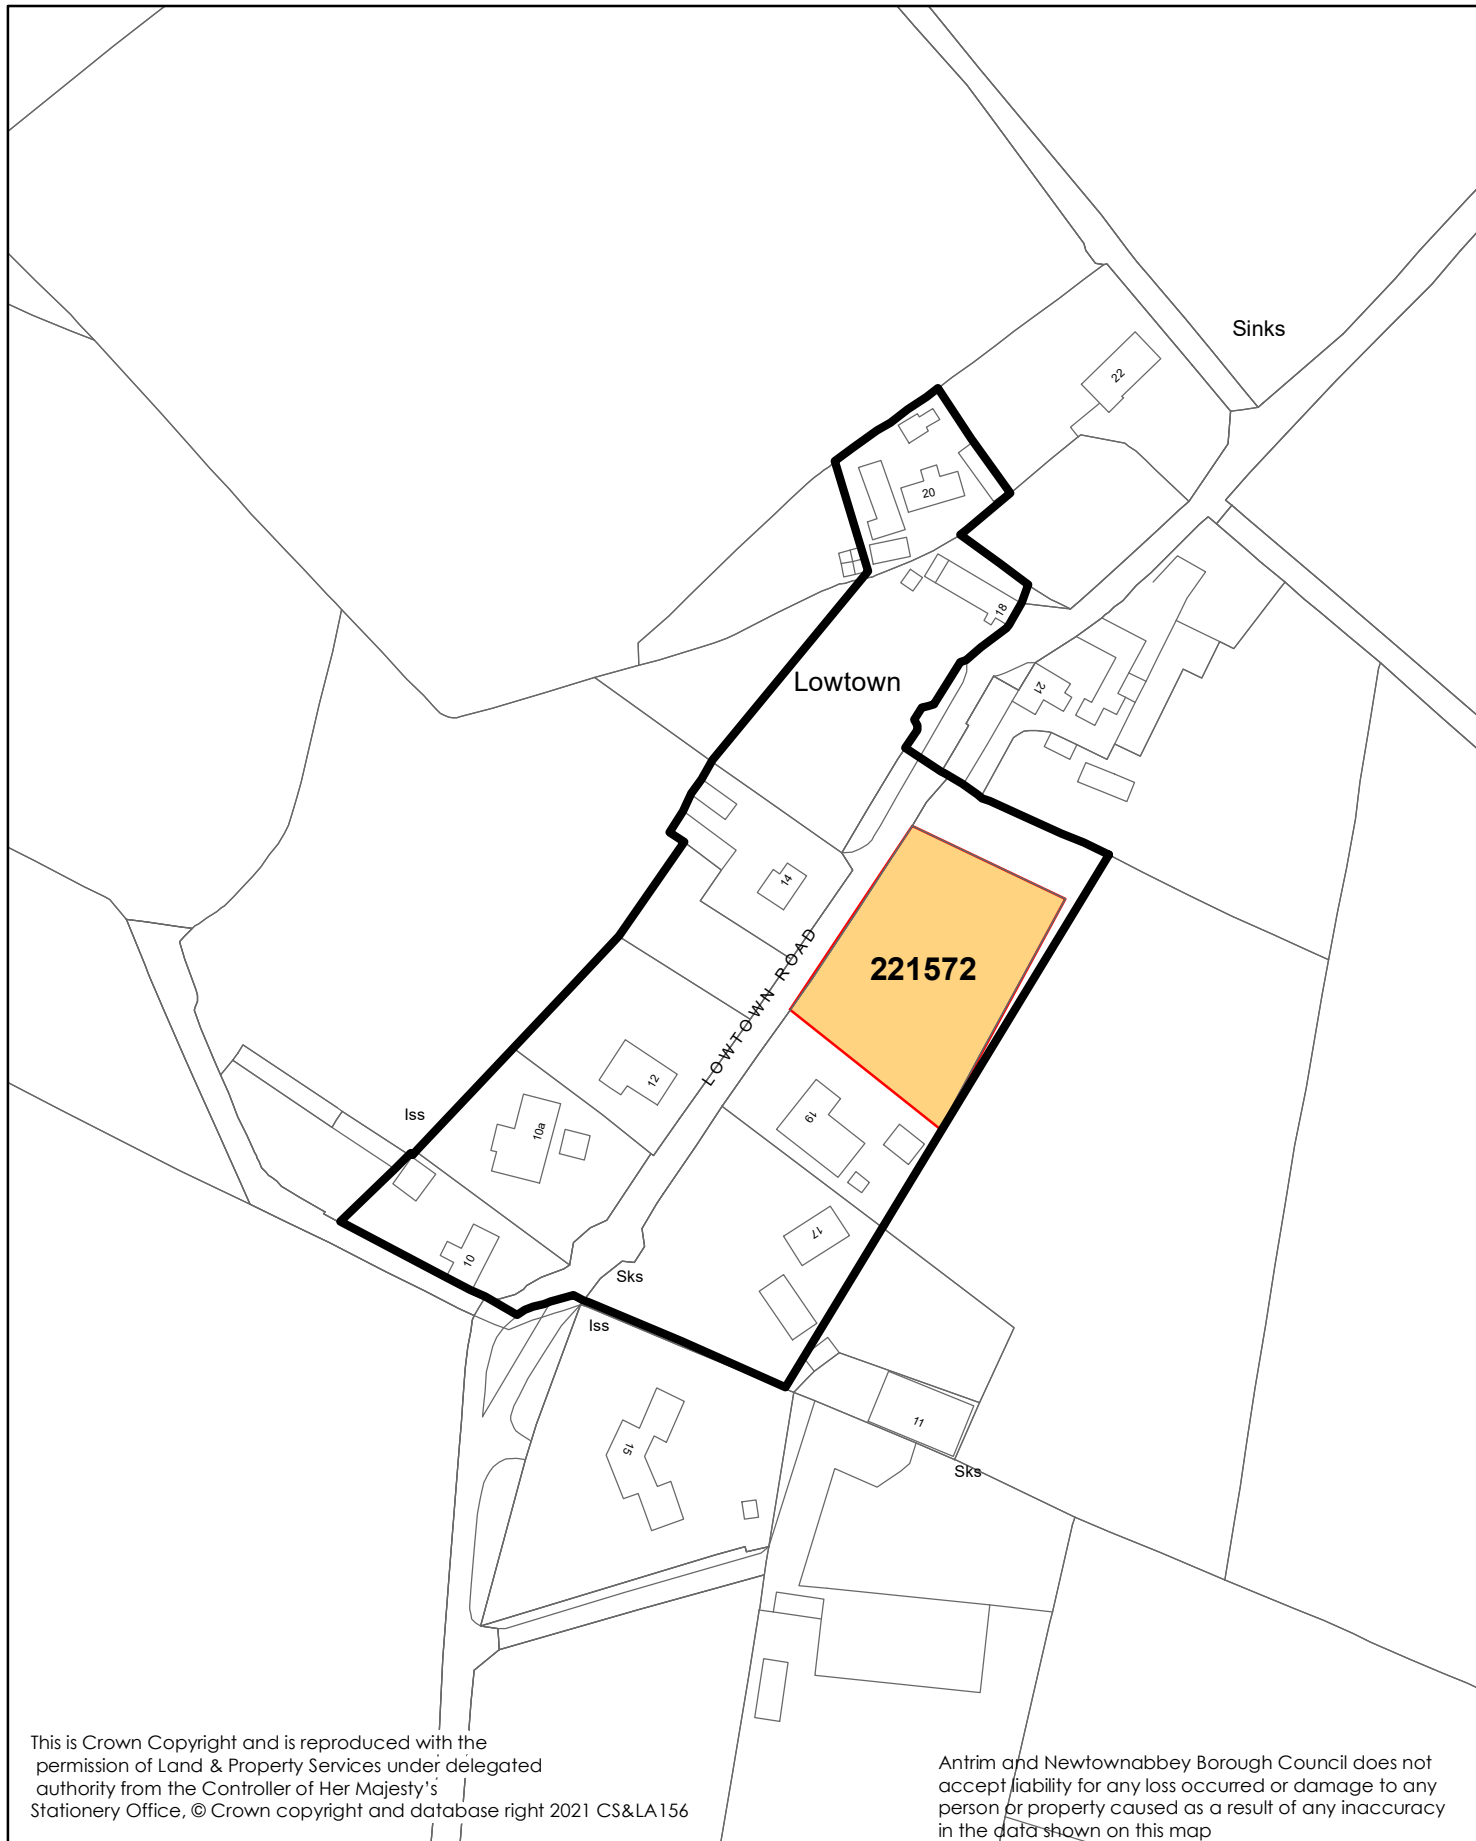 Sinks
22
20
18
Lowtown
21
14
LOWTOWN ROAD
221572
12
Iss
10a
19
17
10
Sks
Iss
15
11
Sks
This is Crown Copyright and is reproduced with the
permission of Land & Property Services under delegated
authority from the Controller of Her Majesty's
Stationery Office, © Crown copyright and database right 2021 CS&LA156
Antrim and Newtownabbey Borough Council does not
accept liability for any loss occurred or damage to any
person or property caused as a result of any inaccuracy
in the data shown on this map